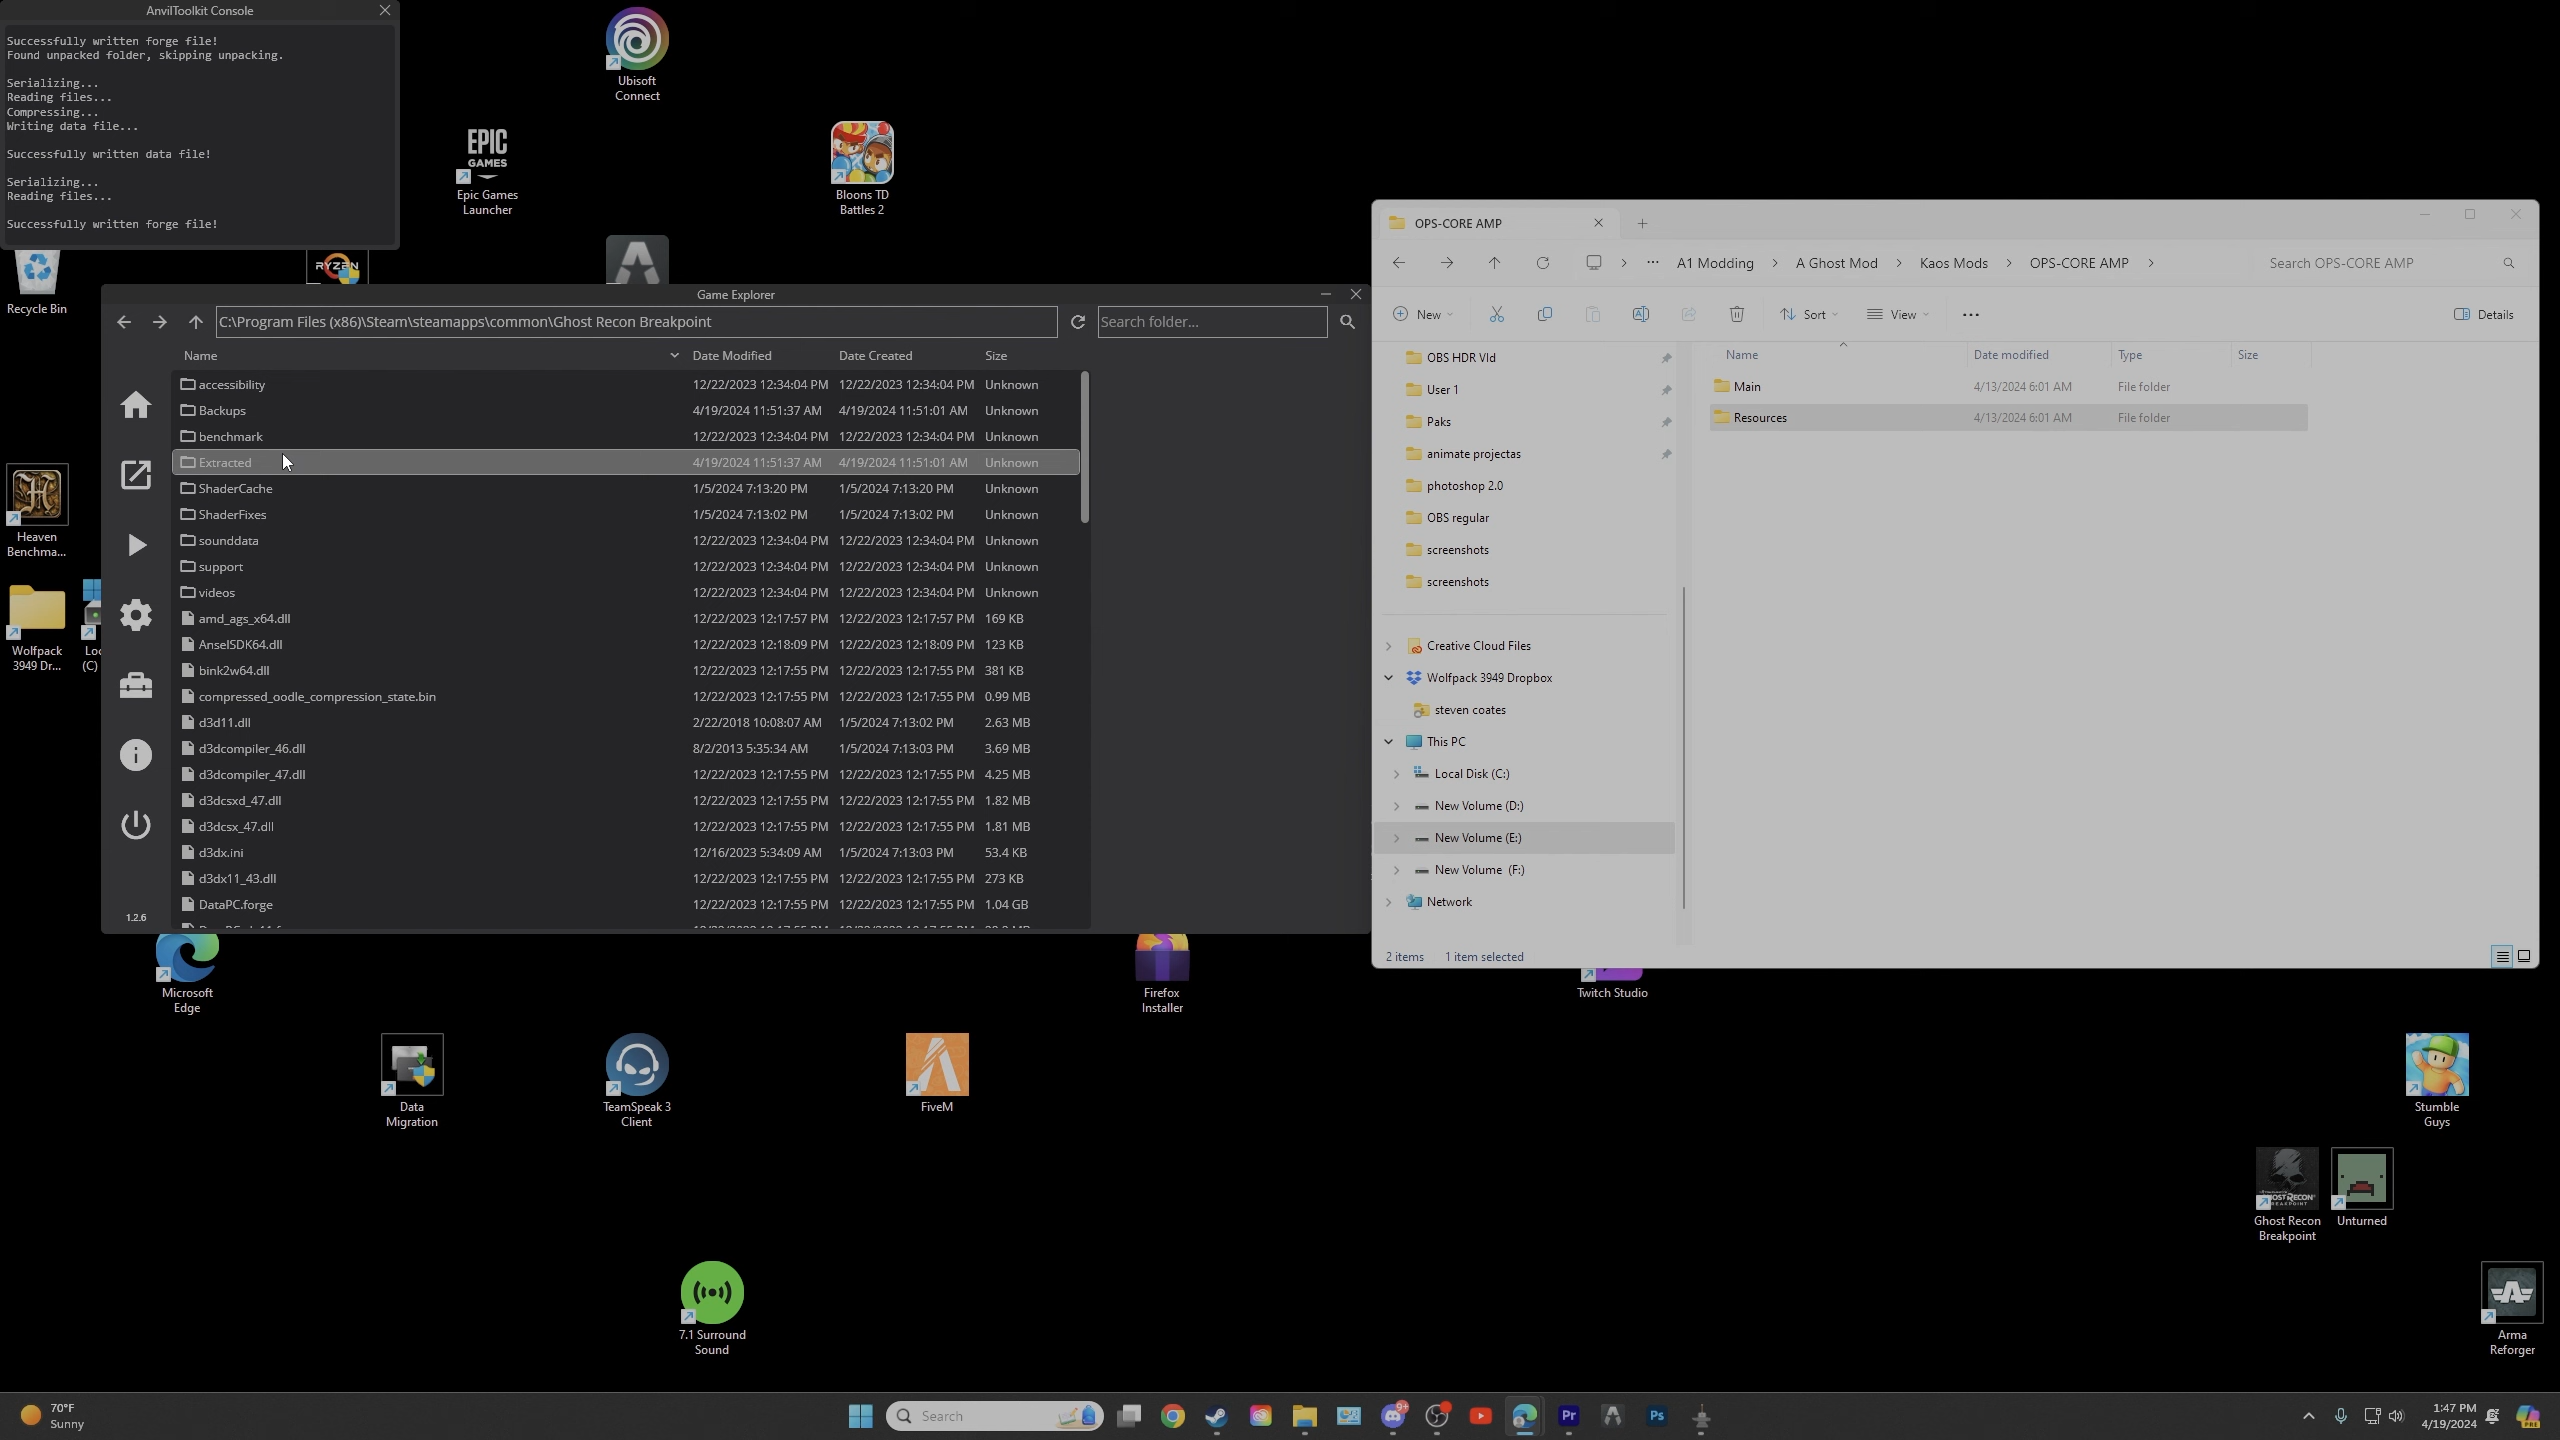 AnvilToolkit Console
Successfully written forge file!
Found unpacked folder, skipping unpacking.
Serializing...
Reading files...
Compressing...
Writing data file...
Successfully written data file!
Serializing...
Reading files...
Successfully written forge file!
Ubisoft
Connect
EPIC
GAMES
Epic Games
Launcher
Bloons TD
Battles 2
RYZEN
Recycle Bin
Heaven
Benchma...
Wolfpack
3949 Dr...
Loc
(C)
Game Explorer
C:\Program Files (x86)\Steam\steamapps\common\Ghost Recon Breakpoint
Search folder...
Name Date Modified Date Created Size
accessibility 12/22/2023 12:34:04 PM 12/22/2023 12:34:04 PM Unknown
Backups 4/19/2024 11:51:37 AM 4/19/2024 11:51:01 AM Unknown
benchmark 12/22/2023 12:34:04 PM 12/22/2023 12:34:04 PM Unknown
Extracted 4/19/2024 11:51:37 AM 4/19/2024 11:51:01 AM Unknown
ShaderCache 1/5/2024 7:13:20 PM 1/5/2024 7:13:20 PM Unknown
ShaderFixes 1/5/2024 7:13:02 PM 1/5/2024 7:13:02 PM Unknown
sounddata 12/22/2023 12:34:04 PM 12/22/2023 12:34:04 PM Unknown
support 12/22/2023 12:34:04 PM 12/22/2023 12:34:04 PM Unknown
videos 12/22/2023 12:34:04 PM 12/22/2023 12:34:04 PM Unknown
amd_ags_x64.dll 12/22/2023 12:17:57 PM 12/22/2023 12:17:57 PM 169 KB
AnselSDK64.dll 12/22/2023 12:18:09 PM 12/22/2023 12:18:09 PM 123 KB
bink2w64.dll 12/22/2023 12:17:55 PM 12/22/2023 12:17:55 PM 381 KB
compressed_oodle_compression_state.bin 12/22/2023 12:17:55 PM 12/22/2023 12:17:55 PM 0.99 MB
d3d11.dll 2/22/2018 10:08:07 AM 1/5/2024 7:13:02 PM 2.63 MB
d3dcompiler_46.dll 8/2/2013 5:35:34 AM 1/5/2024 7:13:03 PM 3.69 MB
d3dcompiler_47.dll 12/22/2023 12:17:55 PM 12/22/2023 12:17:55 PM 4.25 MB
d3dcsxd_47.dll 12/22/2023 12:17:55 PM 12/22/2023 12:17:55 PM 1.82 MB
d3dcsx_47.dll 12/22/2023 12:17:55 PM 12/22/2023 12:17:55 PM 1.81 MB
d3dx.ini 12/16/2023 5:34:09 AM 1/5/2024 7:13:03 PM 53.4 KB
d3dx11_43.dll 12/22/2023 12:17:55 PM 12/22/2023 12:17:55 PM 273 KB
DataPC.forge 12/22/2023 12:17:55 PM 12/22/2023 12:17:55 PM 1.04 GB
1.2.6
OPS-CORE AMP
A1 Modding A Ghost Mod Kaos Mods OPS-CORE AMP
Search OPS-CORE AMP
New Sort View Details
Name Date modified Type Size
Main 4/13/2024 6:01 AM File folder
Resources 4/13/2024 6:01 AM File folder
OBS HDR VId
User 1
Paks
animate projectas
photoshop 2.0
OBS regular
screenshots
screenshots
Creative Cloud Files
Wolfpack 3949 Dropbox
steven coates
This PC
Local Disk (C:)
New Volume (D:)
New Volume (E:)
New Volume (F:)
Network
2 items 1 item selected
Microsoft
Edge
Firefox
Installer
Twitch Studio
Data
Migration
TeamSpeak 3
Client
FiveM
Stumble
Guys
Ghost Recon
Breakpoint
Unturned
7.1 Surround
Sound
Arma
Reforger
70°F
Sunny
Search
9+
Pr
Ps
1:47 PM
4/19/2024